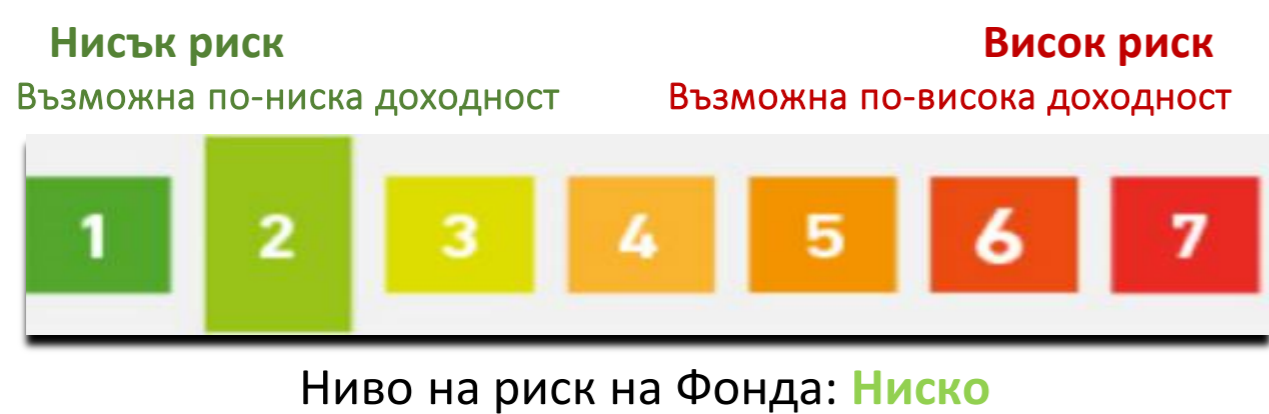 Нисък риск Висок риск
Възможна по-ниска доходност Възможна по-висока доходност
1 2 3 4 5 6 7
Ниво на риск на Фонда: Ниско